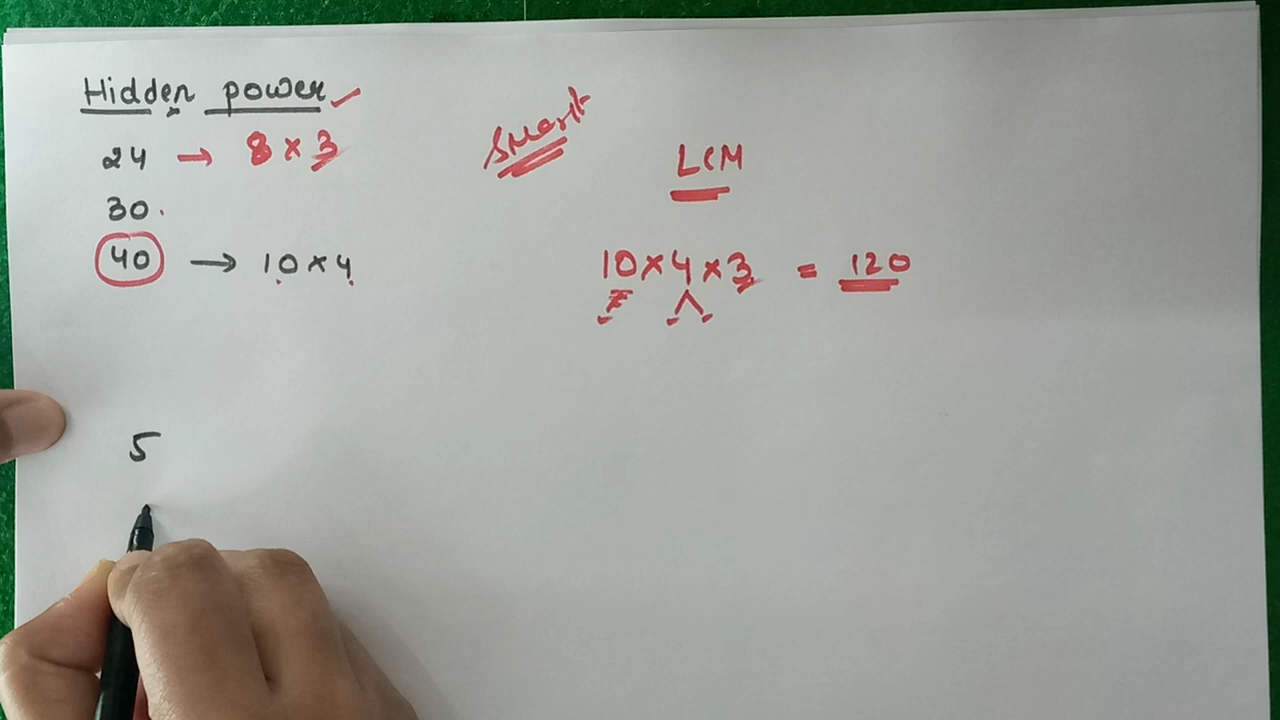 Hidden power ✓
24 → 8 × 3
Smart
LCM
30.
40 → 10 × 4
10 × 4 × 3 = 120
5